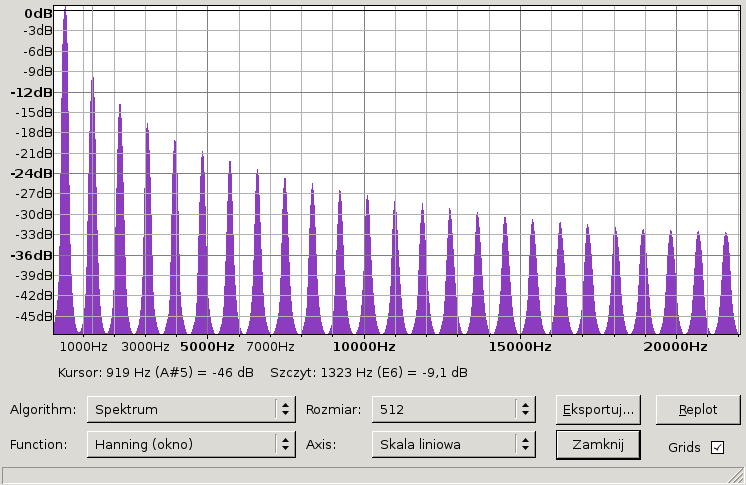 0dB
-3dB
-6dB
-9dB
-12dB
-15dB
-18dB
-21dB
-24dB
-27dB
-30dB
-33dB
-36dB
-39dB
-42dB
-45dB
1000Hz 3000Hz 5000Hz 7000Hz 10000Hz 15000Hz 20000Hz
Kursor: 919 Hz (A#5) = -46 dB Szczyt: 1323 Hz (E6) = -9,1 dB
Algorithm: Spektrum Rozmiar: 512 Eksportuj... Replot
Function: Hanning (okno) Axis: Skala liniowa Zamknij Grids